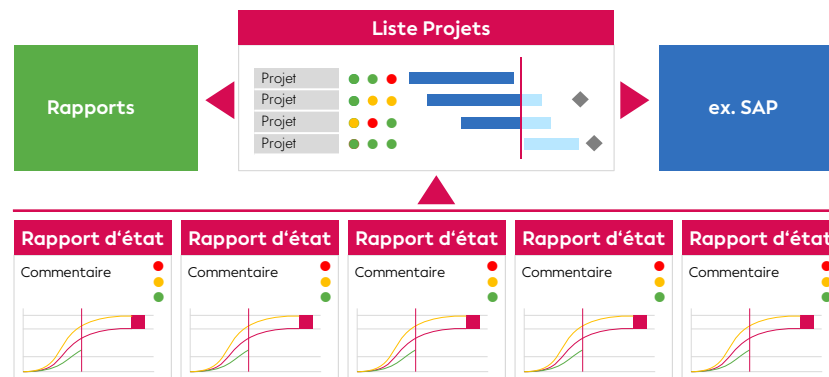 Liste Projets
Rapports
Projet
Projet
Projet
Projet
ex. SAP
Rapport d‘état
Rapport d‘état
Rapport d‘état
Rapport d‘état
Rapport d‘état
Commentaire
Commentaire
Commentaire
Commentaire
Commentaire